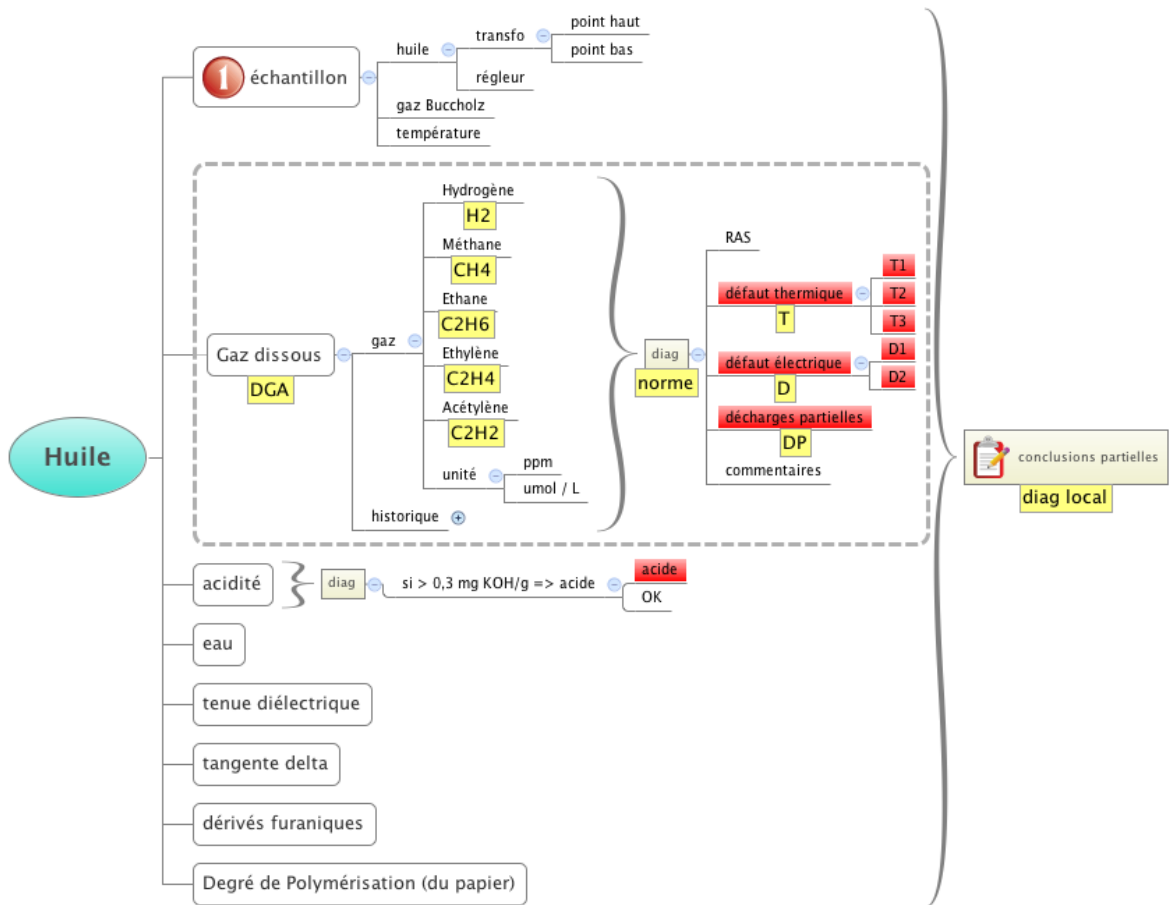 Huile
1
échantillon
huile
transfo
point haut
point bas
régleur
gaz Buccholz
température
Gaz dissous
DGA
gaz
Hydrogène
H2
Méthane
CH4
Ethane
C2H6
Ethylène
C2H4
Acétylène
C2H2
unité
ppm
umol / L
historique
diag
norme
RAS
défaut thermique
T
T1
T2
T3
défaut électrique
D
D1
D2
décharges partielles
DP
commentaires
acidité
diag
si > 0,3 mg KOH/g => acide
acide
OK
eau
tenue diélectrique
tangente delta
dérivés furaniques
Degré de Polymérisation (du papier)
conclusions partielles
diag local